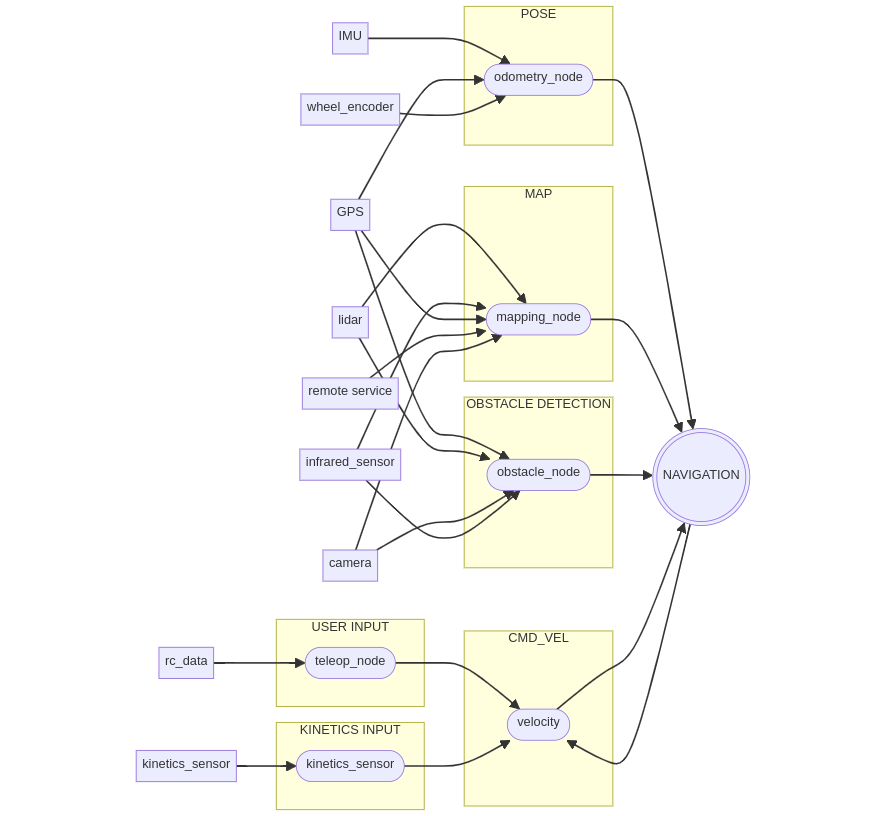 POSE
IMU
odometry_node
wheel_encoder
MAP
GPS
lidar
mapping_node
remote service
OBSTACLE DETECTION
infrared_sensor
obstacle_node
NAVIGATION
camera
USER INPUT
CMD_VEL
rc_data
teleop_node
KINETICS INPUT
velocity
kinetics_sensor
kinetics_sensor